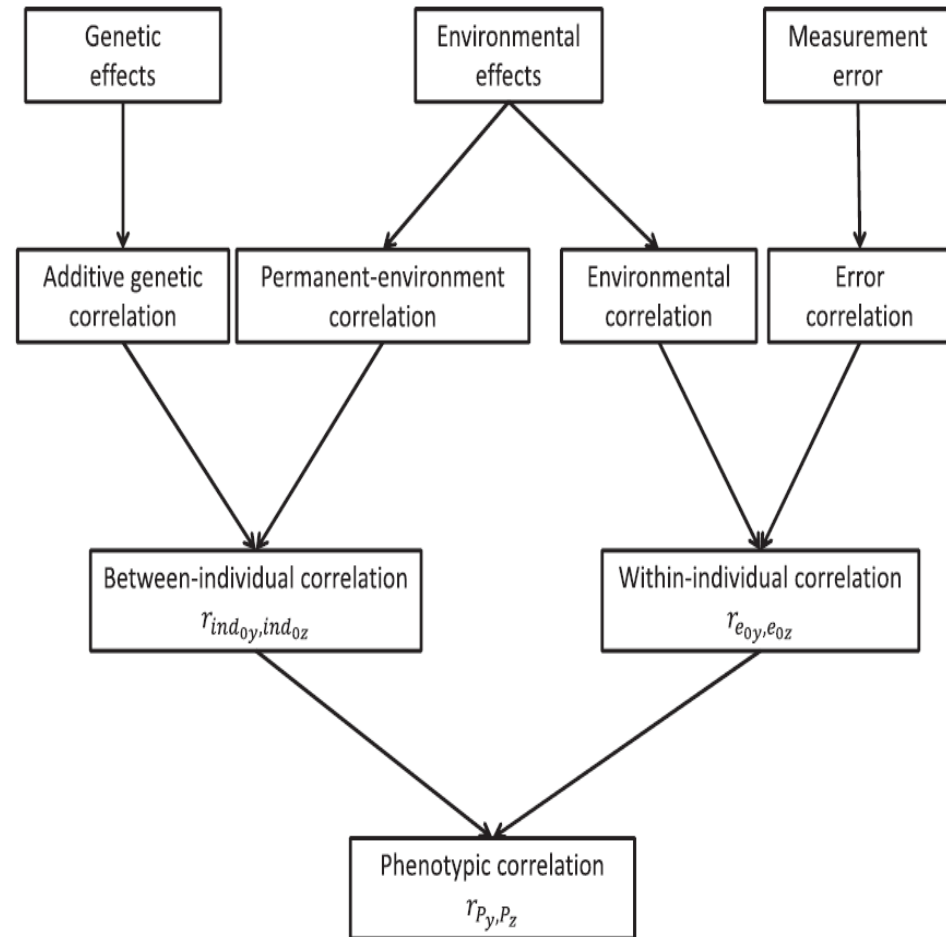 Genetic
effects
Environmental
effects
Measurement
error
Additive genetic
correlation
Permanent-environment
correlation
Environmental
correlation
Error
correlation
Between-individual correlation
r_{ind_{0y},ind_{0z}}
Within-individual correlation
r_{e_{0y},e_{0z}}
Phenotypic correlation
r_{P_y,P_z}